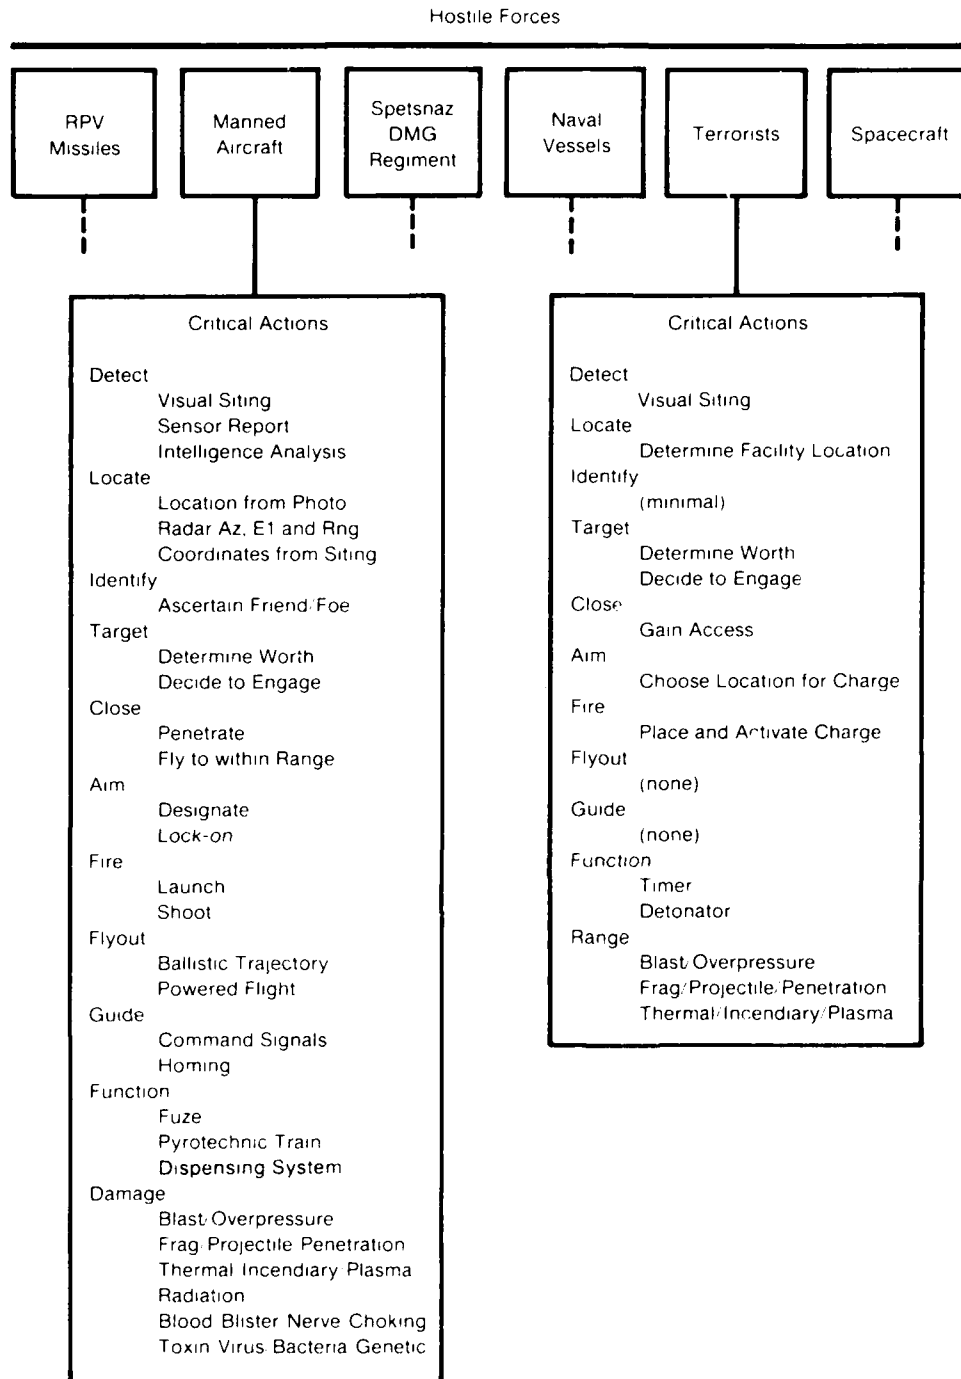 Hostile Forces
RPV
Missiles
Manned
Aircraft
Spetsnaz
DMG
Regiment
Naval
Vessels
Terrorists
Spacecraft
Critical Actions
Detect
Visual Siting
Sensor Report
Intelligence Analysis
Locate
Location from Photo
Radar Az, E1 and Rng
Coordinates from Siting
Identify
Ascertain Friend/Foe
Target
Determine Worth
Decide to Engage
Close
Penetrate
Fly to within Range
Aim
Designate
Lock-on
Fire
Launch
Shoot
Flyout
Ballistic Trajectory
Powered Flight
Guide
Command Signals
Homing
Function
Fuze
Pyrotechnic Train
Dispensing System
Damage
Blast/Overpressure
Frag/Projectile Penetration
Thermal Incendiary Plasma
Radiation
Blood Blister Nerve Choking
Toxin Virus Bacteria Genetic
Critical Actions
Detect
Visual Siting
Locate
Determine Facility Location
Identify
(minimal)
Target
Determine Worth
Decide to Engage
Close
Gain Access
Aim
Choose Location for Charge
Fire
Place and Activate Charge
Flyout
(none)
Guide
(none)
Function
Timer
Detonator
Range
Blast/Overpressure
Frag/Projectile/Penetration
Thermal/Incendiary/Plasma